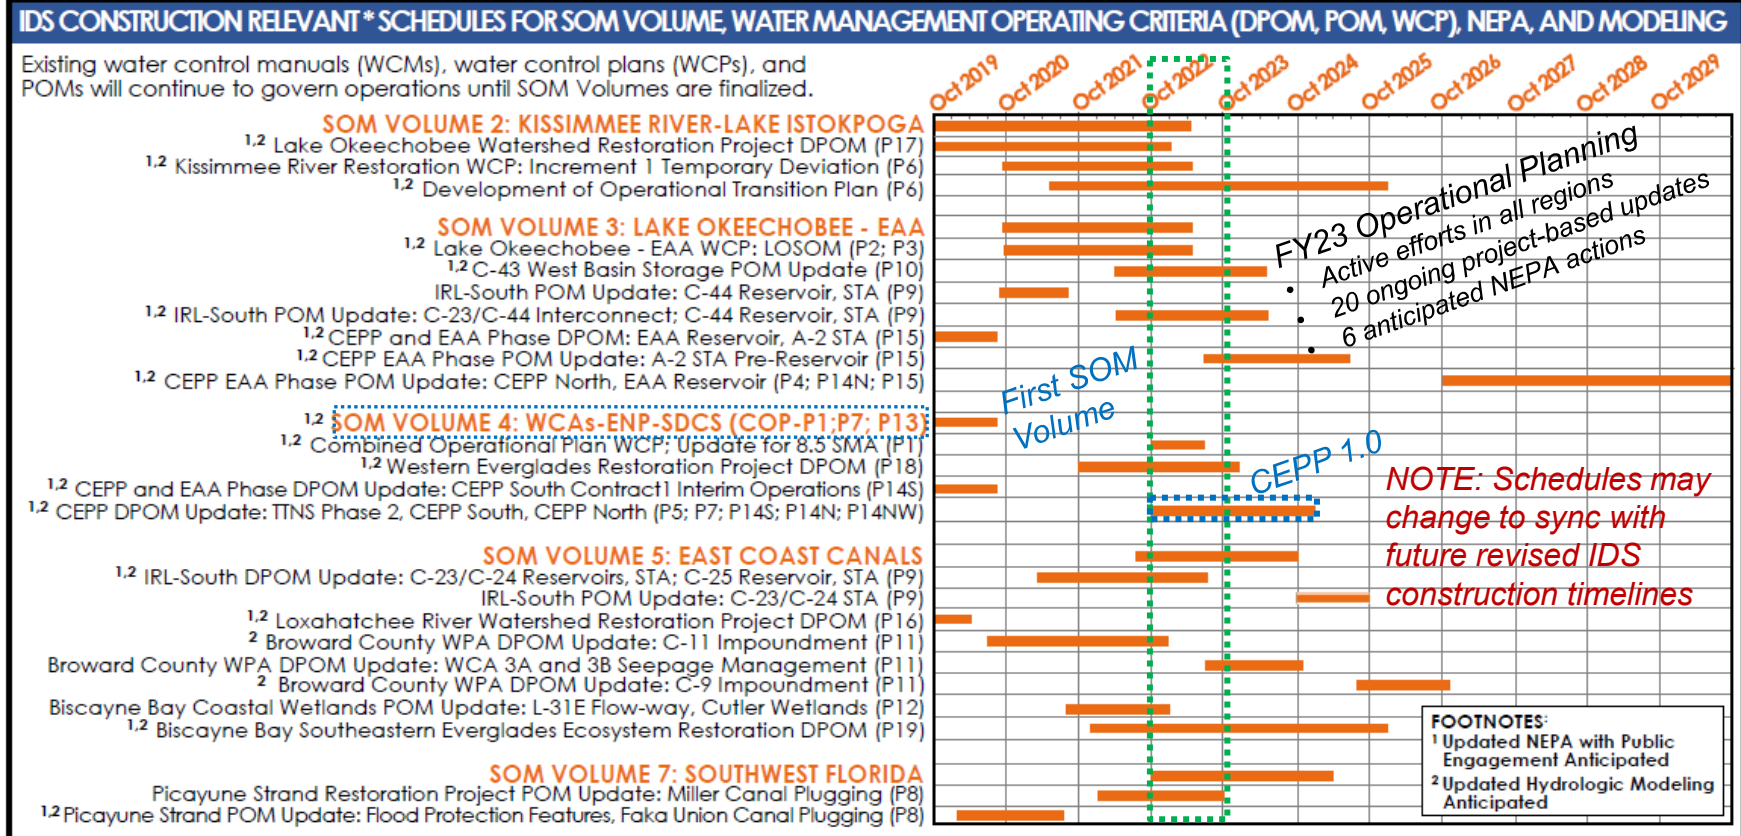 IDS CONSTRUCTION RELEVANT * SCHEDULES FOR SOM VOLUME, WATER MANAGEMENT OPERATING CRITERIA (DPOM, POM, WCP), NEPA, AND MODELING
Existing water control manuals (WCMs), water control plans (WCPs), and
POMs will continue to govern operations until SOM Volumes are finalized.
Oct 2019 Oct 2020 Oct 2021 Oct 2022 Oct 2023 Oct 2024 Oct 2025 Oct 2026 Oct 2027 Oct 2028 Oct 2029
SOM VOLUME 2: KISSIMMEE RIVER-LAKE ISTOKPOGA
1,2 Lake Okeechobee Watershed Restoration Project DPOM (P17)
1,2 Kissimmee River Restoration WCP: Increment 1 Temporary Deviation (P6)
1,2 Development of Operational Transition Plan (P6)
SOM VOLUME 3: LAKE OKEECHOBEE - EAA
1,2 Lake Okeechobee - EAA WCP: LOSOM (P2; P3)
1,2 C-43 West Basin Storage POM Update (P10)
IRL-South POM Update: C-44 Reservoir, STA (P9)
1,2 IRL-South POM Update: C-23/C-44 Interconnect; C-44 Reservoir, STA (P9)
1,2 CEPP and EAA Phase DPOM: EAA Reservoir, A-2 STA (P15)
1,2 CEPP EAA Phase POM Update: A-2 STA Pre-Reservoir (P15)
1,2 CEPP EAA Phase POM Update: CEPP North, EAA Reservoir (P4; P14N; P15)
1,2 SOM VOLUME 4: WCAs-ENP-SDCS (COP-P1;P7; P13)
1,2 Combined Operational Plan WCP; Update for 8.5 SMA (P1)
1,2 Western Everglades Restoration Project DPOM (P18)
1,2 CEPP and EAA Phase DPOM Update: CEPP South Contract1 Interim Operations (P14S)
1,2 CEPP DPOM Update: TTNS Phase 2, CEPP South, CEPP North (P5; P7; P14S; P14N; P14NW)
SOM VOLUME 5: EAST COAST CANALS
1,2 IRL-South DPOM Update: C-23/C-24 Reservoirs, STA; C-25 Reservoir, STA (P9)
IRL-South POM Update: C-23/C-24 STA (P9)
1,2 Loxahatchee River Watershed Restoration Project DPOM (P16)
2 Broward County WPA DPOM Update: C-11 Impoundment (P11)
Broward County WPA DPOM Update: WCA 3A and 3B Seepage Management (P11)
2 Broward County WPA DPOM Update: C-9 Impoundment (P11)
Biscayne Bay Coastal Wetlands POM Update: L-31E Flow-way, Cutler Wetlands (P12)
1,2 Biscayne Bay Southeastern Everglades Ecosystem Restoration DPOM (P19)
SOM VOLUME 7: SOUTHWEST FLORIDA
Picayune Strand Restoration Project POM Update: Miller Canal Plugging (P8)
1,2 Picayune Strand POM Update: Flood Protection Features, Faka Union Canal Plugging (P8)
FY23 Operational Planning
• Active efforts in all regions
• 20 ongoing project-based updates
• 6 anticipated NEPA actions
First SOM
Volume
CEPP 1.0
NOTE: Schedules may
change to sync with
future revised IDS
construction timelines
FOOTNOTES:
1 Updated NEPA with Public
Engagement Anticipated
2 Updated Hydrologic Modeling
Anticipated